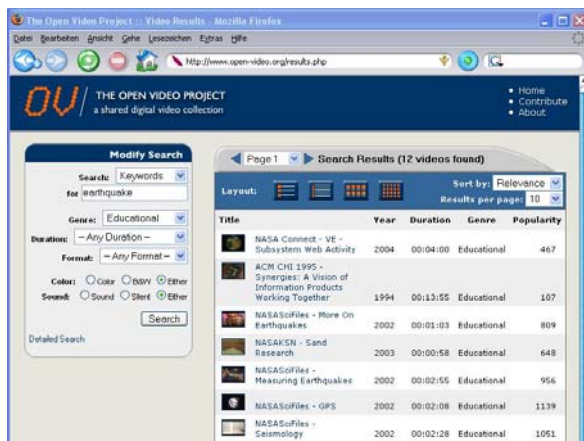 The Open Video Project :: Video Results - Mozilla Firefox
Datei Bearbeiten Ansicht Gehe Lesezeichen Extras Hilfe
http://www.open-video.org/results.php
OV THE OPEN VIDEO PROJECT
a shared digital video collection
Home
Contribute
About
Modify Search
Search: Keywords
for earthquake
Genre: Educational
Duration: -- Any Duration --
Format: -- Any Format --
Color: Color B&W Either
Sound: Sound Silent Either
Search
Detailed Search
Page 1 Search Results (12 videos found)
Layout: Sort by: Relevance
Results per page: 10
Title Year Duration Genre Popularity
NASA Connect - VE -
Subsystem Web Activity 2004 00:04:00 Educational 467
ACM CHI 1995 -
Synergies: A Vision of
Information Products
Working Together 1994 00:13:55 Educational 107
NASASciFiles - More On
Earthquakes 2002 00:01:03 Educational 809
NASAKSN - Sand
Research 2003 00:00:58 Educational 648
NASASciFiles -
Measuring Earthquakes 2002 00:02:55 Educational 956
NASASciFiles - GPS 2002 00:02:08 Educational 1139
NASASciFiles -
Seismology 2002 00:02:28 Educational 1051